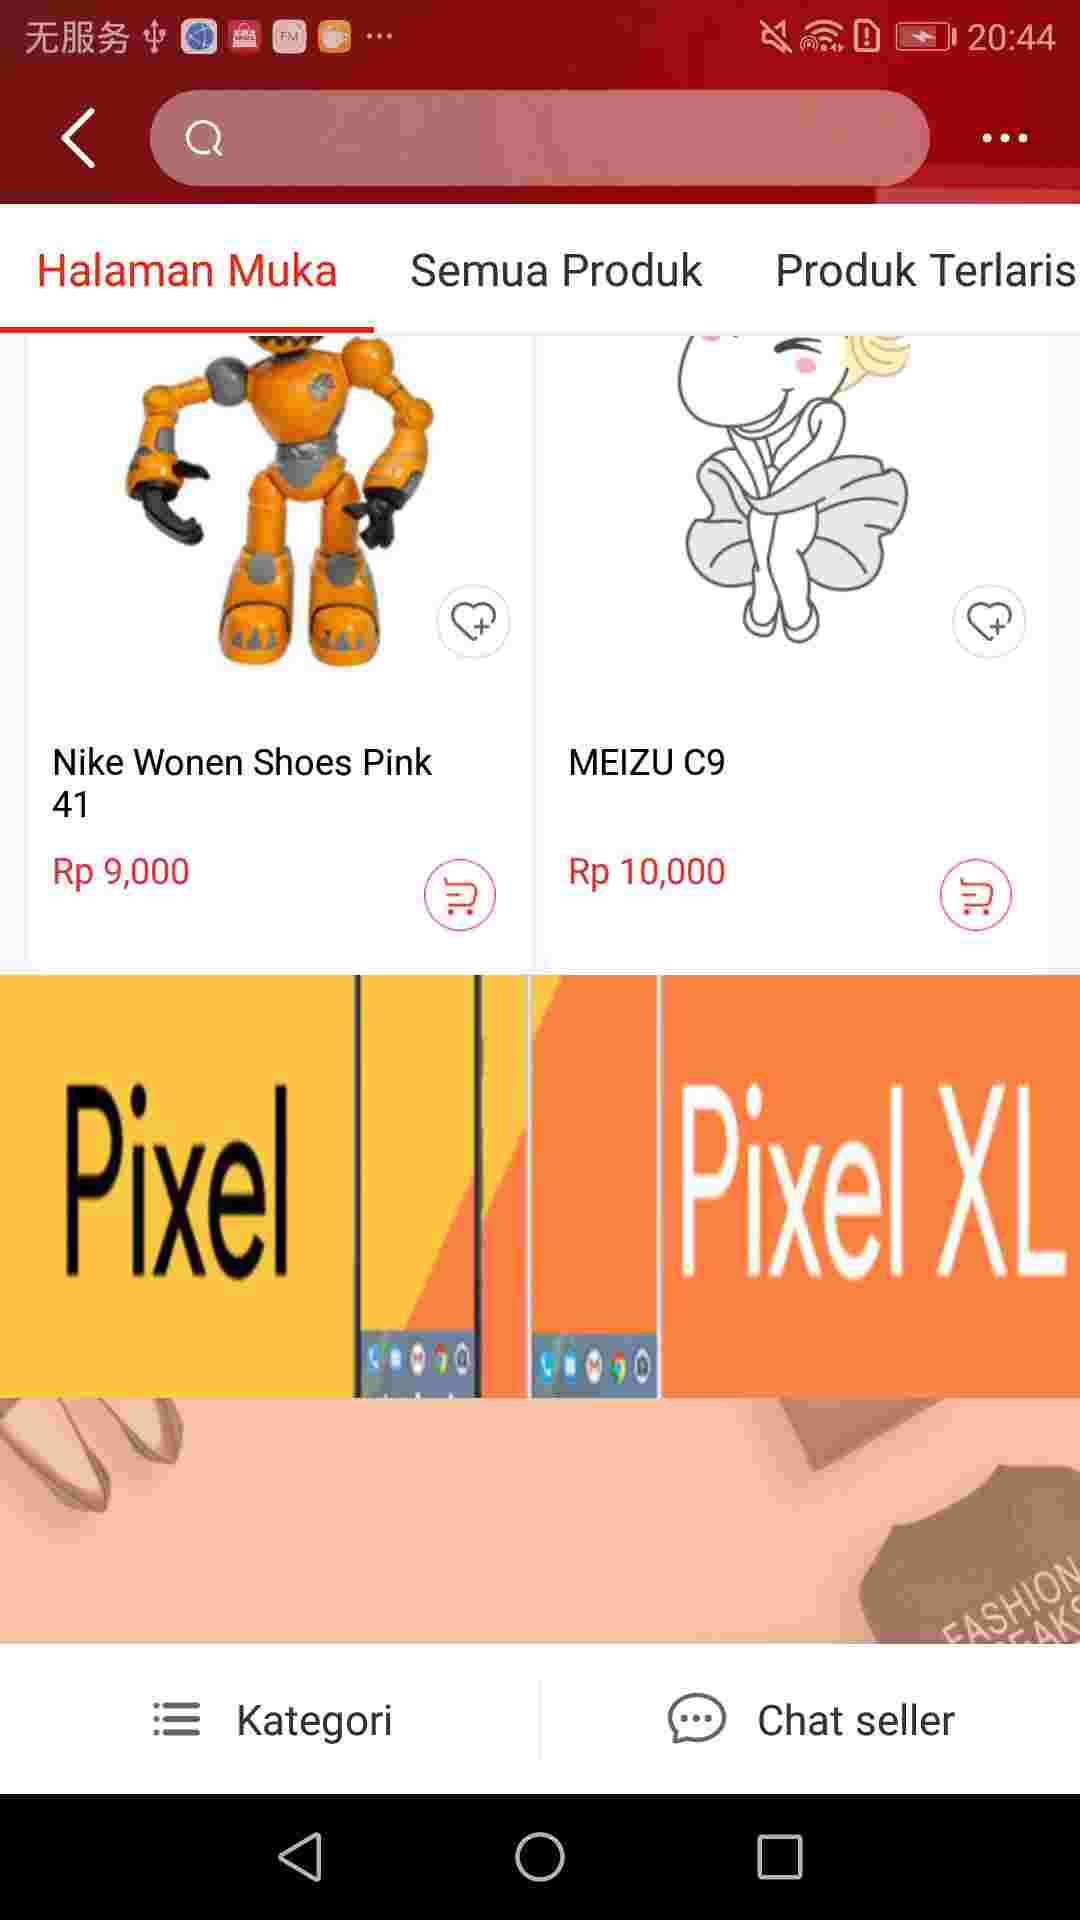 无服务
FM
20:44
Halaman Muka
Semua Produk
Produk Terlaris
Nike Wonen Shoes Pink
41
Rp 9,000
MEIZU C9
Rp 10,000
Pixel
Pixel XL
FASHION
Kategori
Chat seller